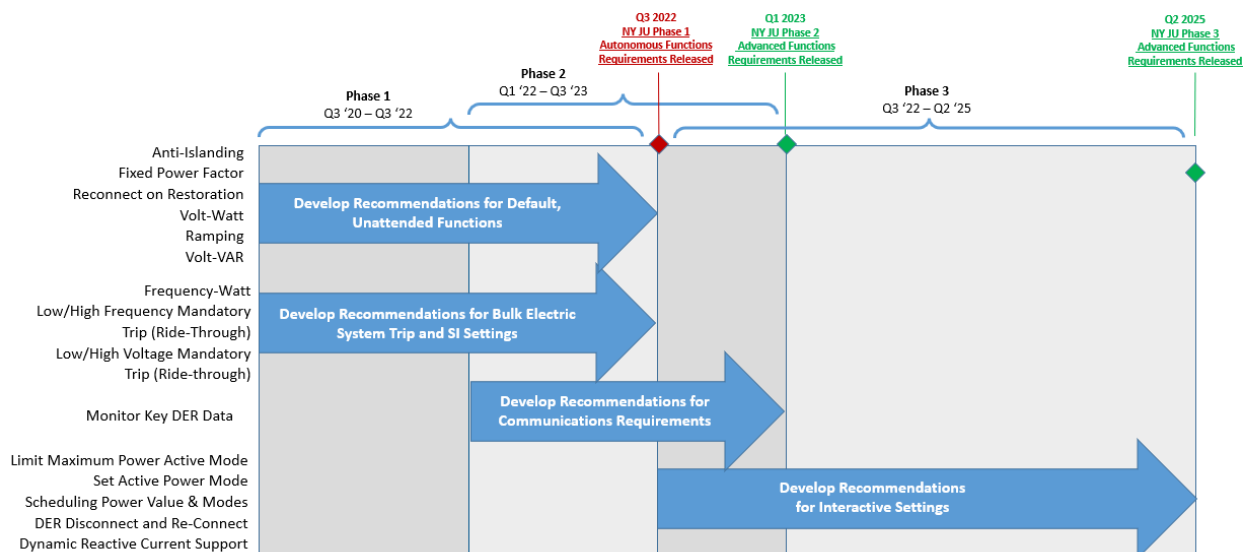 Q3 2022
NY JU Phase 1
Autonomous Functions
Requirements Released
Q1 2023
NY JU Phase 2
Advanced Functions
Requirements Released
Q2 2025
NY JU Phase 3
Advanced Functions
Requirements Released
Phase 1
Q3 ‘20 – Q3 ‘22
Phase 2
Q1 ‘22 – Q3 ‘23
Phase 3
Q3 ‘22 – Q2 ‘25
Anti-Islanding
Fixed Power Factor
Reconnect on Restoration
Volt-Watt
Ramping
Volt-VAR
Develop Recommendations for Default,
Unattended Functions
Frequency-Watt
Low/High Frequency Mandatory
Trip (Ride-Through)
Low/High Voltage Mandatory
Trip (Ride-through)
Develop Recommendations for Bulk Electric
System Trip and SI Settings
Monitor Key DER Data
Develop Recommendations for
Communications Requirements
Limit Maximum Power Active Mode
Set Active Power Mode
Scheduling Power Value & Modes
DER Disconnect and Re-Connect
Dynamic Reactive Current Support
Develop Recommendations
for Interactive Settings